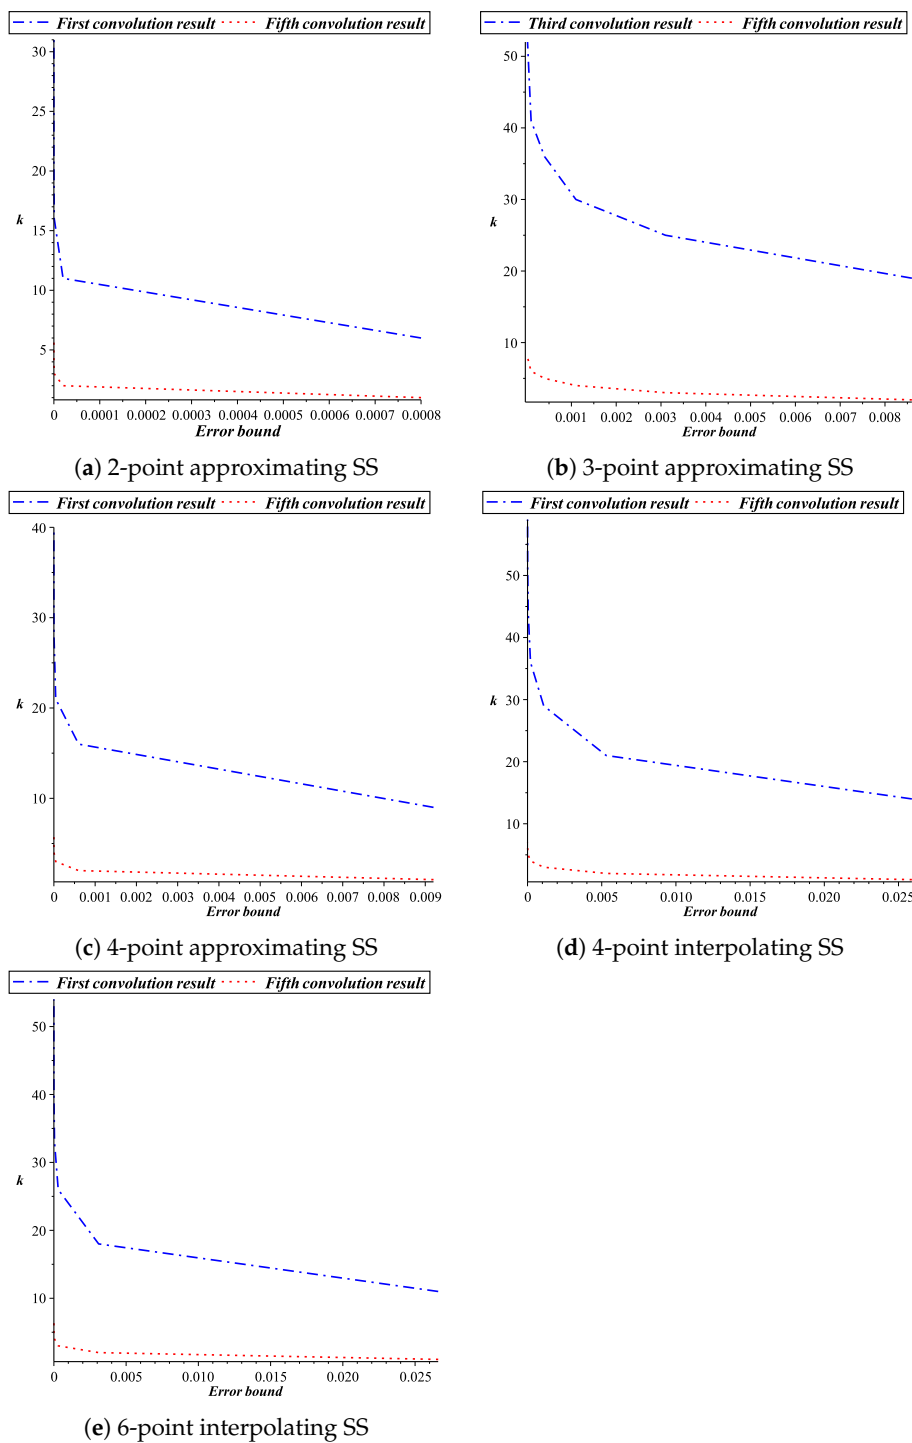 First convolution result Fifth convolution result
30
25
20
k
15
10
5
0 0.0001 0.0002 0.0003 0.0004 0.0005 0.0006 0.0007 0.0008
Error bound
(a) 2-point approximating SS
Third convolution result Fifth convolution result
50
40
30
k
20
10
0.001 0.002 0.003 0.004 0.005 0.006 0.007 0.008
Error bound
(b) 3-point approximating SS
First convolution result Fifth convolution result
40
30
20
k
10
0 0.001 0.002 0.003 0.004 0.005 0.006 0.007 0.008 0.009
Error bound
(c) 4-point approximating SS
First convolution result Fifth convolution result
50
40
30
k
20
10
0 0.005 0.010 0.015 0.020 0.025
Error bound
(d) 4-point interpolating SS
First convolution result Fifth convolution result
50
40
30
k
20
10
0 0.005 0.010 0.015 0.020 0.025
Error bound
(e) 6-point interpolating SS